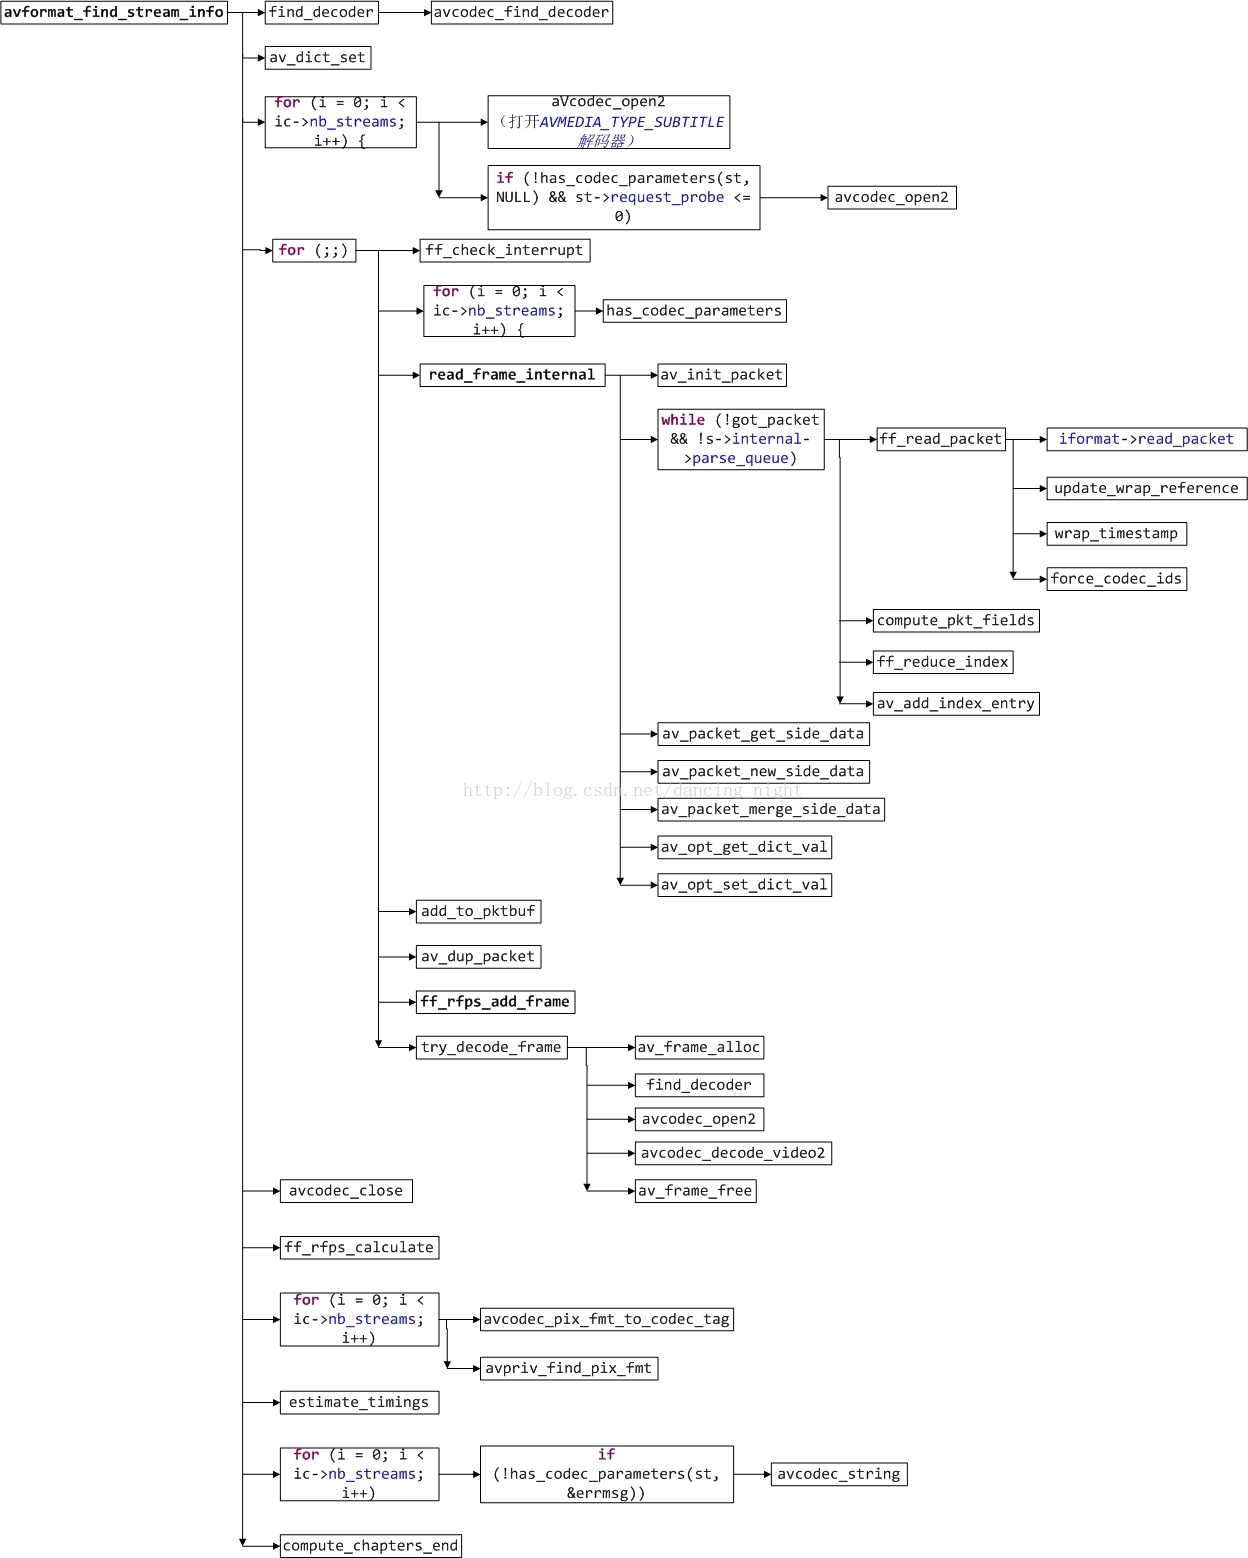 avformat_find_stream_info
find_decoder
avcodec_find_decoder
av_dict_set
for (i = 0; i <
ic->nb_streams;
i++) {
aVcodec_open2
（打开AVMEDIA_TYPE_SUBTITLE
解码器）
if (!has_codec_parameters(st,
NULL) && st->request_probe <=
0)
avcodec_open2
for (;;)
ff_check_interrupt
for (i = 0; i <
ic->nb_streams;
i++) {
has_codec_parameters
read_frame_internal
av_init_packet
while (!got_packet
&& !s->internal-
>parse_queue)
ff_read_packet
iformat->read_packet
update_wrap_reference
wrap_timestamp
force_codec_ids
compute_pkt_fields
ff_reduce_index
av_add_index_entry
av_packet_get_side_data
av_packet_new_side_data
http://blog.csdn.net/dancing_night
av_packet_merge_side_data
av_opt_get_dict_val
av_opt_set_dict_val
add_to_pktbuf
av_dup_packet
ff_rfps_add_frame
try_decode_frame
av_frame_alloc
find_decoder
avcodec_open2
avcodec_decode_video2
av_frame_free
avcodec_close
ff_rfps_calculate
for (i = 0; i <
ic->nb_streams;
i++)
avcodec_pix_fmt_to_codec_tag
avpriv_find_pix_fmt
estimate_timings
for (i = 0; i <
ic->nb_streams;
i++)
if
(!has_codec_parameters(st,
&errmsg))
avcodec_string
compute_chapters_end